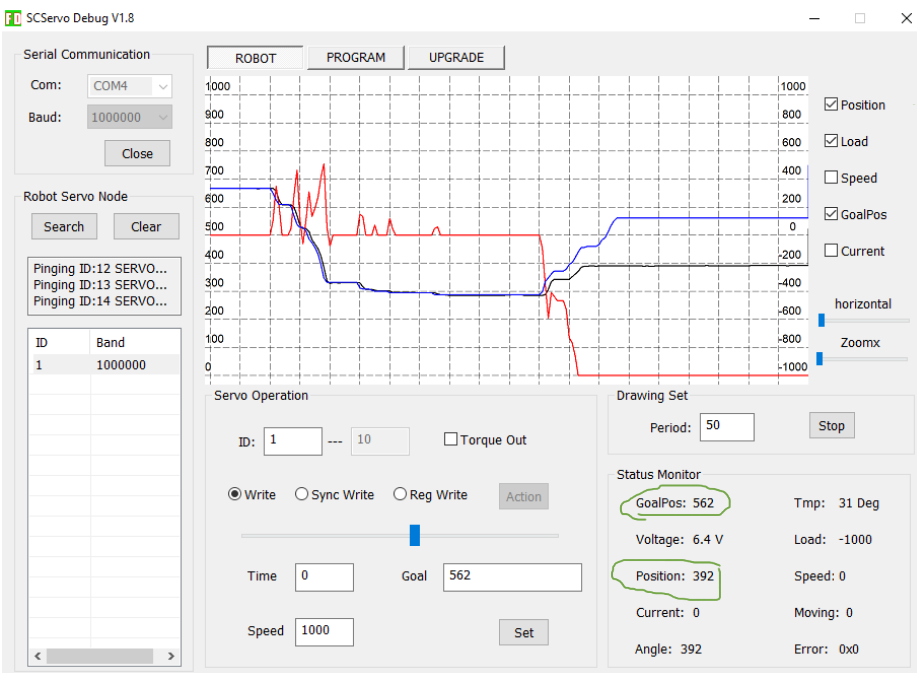 SCServo Debug V1.8
Serial Communication
Com: COM4
Baud: 1000000
Close
Robot Servo Node
Search Clear
Pinging ID:12 SERVO...
Pinging ID:13 SERVO...
Pinging ID:14 SERVO...
ID Band
1 1000000
ROBOT PROGRAM UPGRADE
1000 1000
900 800
800 600
700 400
600 200
500 0
400 -200
300 -400
200 -600
100 -800
0 -1000
Position
Load
Speed
GoalPos
Current
horizontal
Zoomx
Servo Operation
ID: 1 --- 10 Torque Out
Write Sync Write Reg Write Action
Time 0 Goal 562
Speed 1000 Set
Drawing Set
Period: 50 Stop
Status Monitor
GoalPos: 562 Tmp: 31 Deg
Voltage: 6.4 V Load: -1000
Position: 392 Speed: 0
Current: 0 Moving: 0
Angle: 392 Error: 0x0